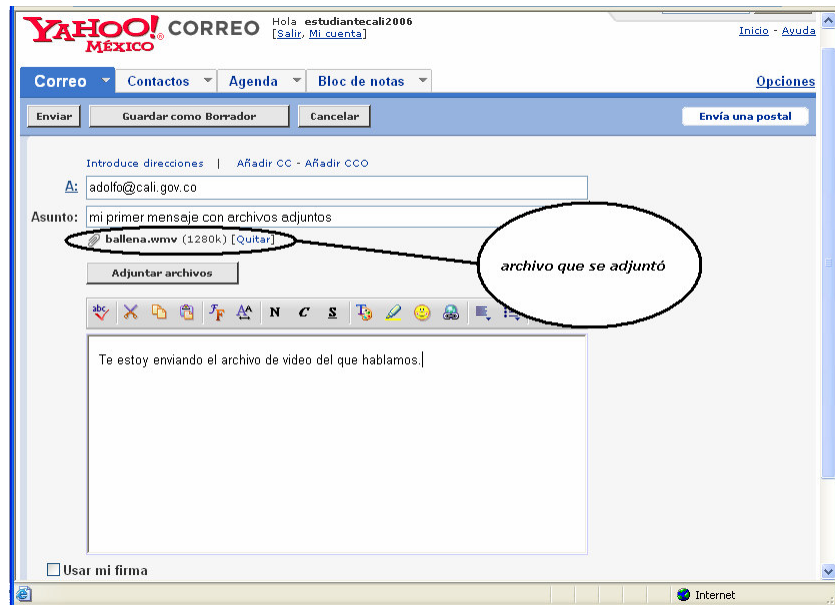 YAHOO! CORREO
MÉXICO
Hola estudiantecali2006
[Salir, Mi cuenta]
Inicio - Ayuda
Correo Contactos Agenda Bloc de notas Opciones
Enviar Guardar como Borrador Cancelar Envía una postal
Introduce direcciones | Añadir CC - Añadir CCO
A: adolfo@cali.gov.co
Asunto: mi primer mensaje con archivos adjuntos
ballena.wmv (1280k) [Quitar]
archivo que se adjuntó
Adjuntar archivos
abc N C S
Te estoy enviando el archivo de video del que hablamos.
Usar mi firma
Internet